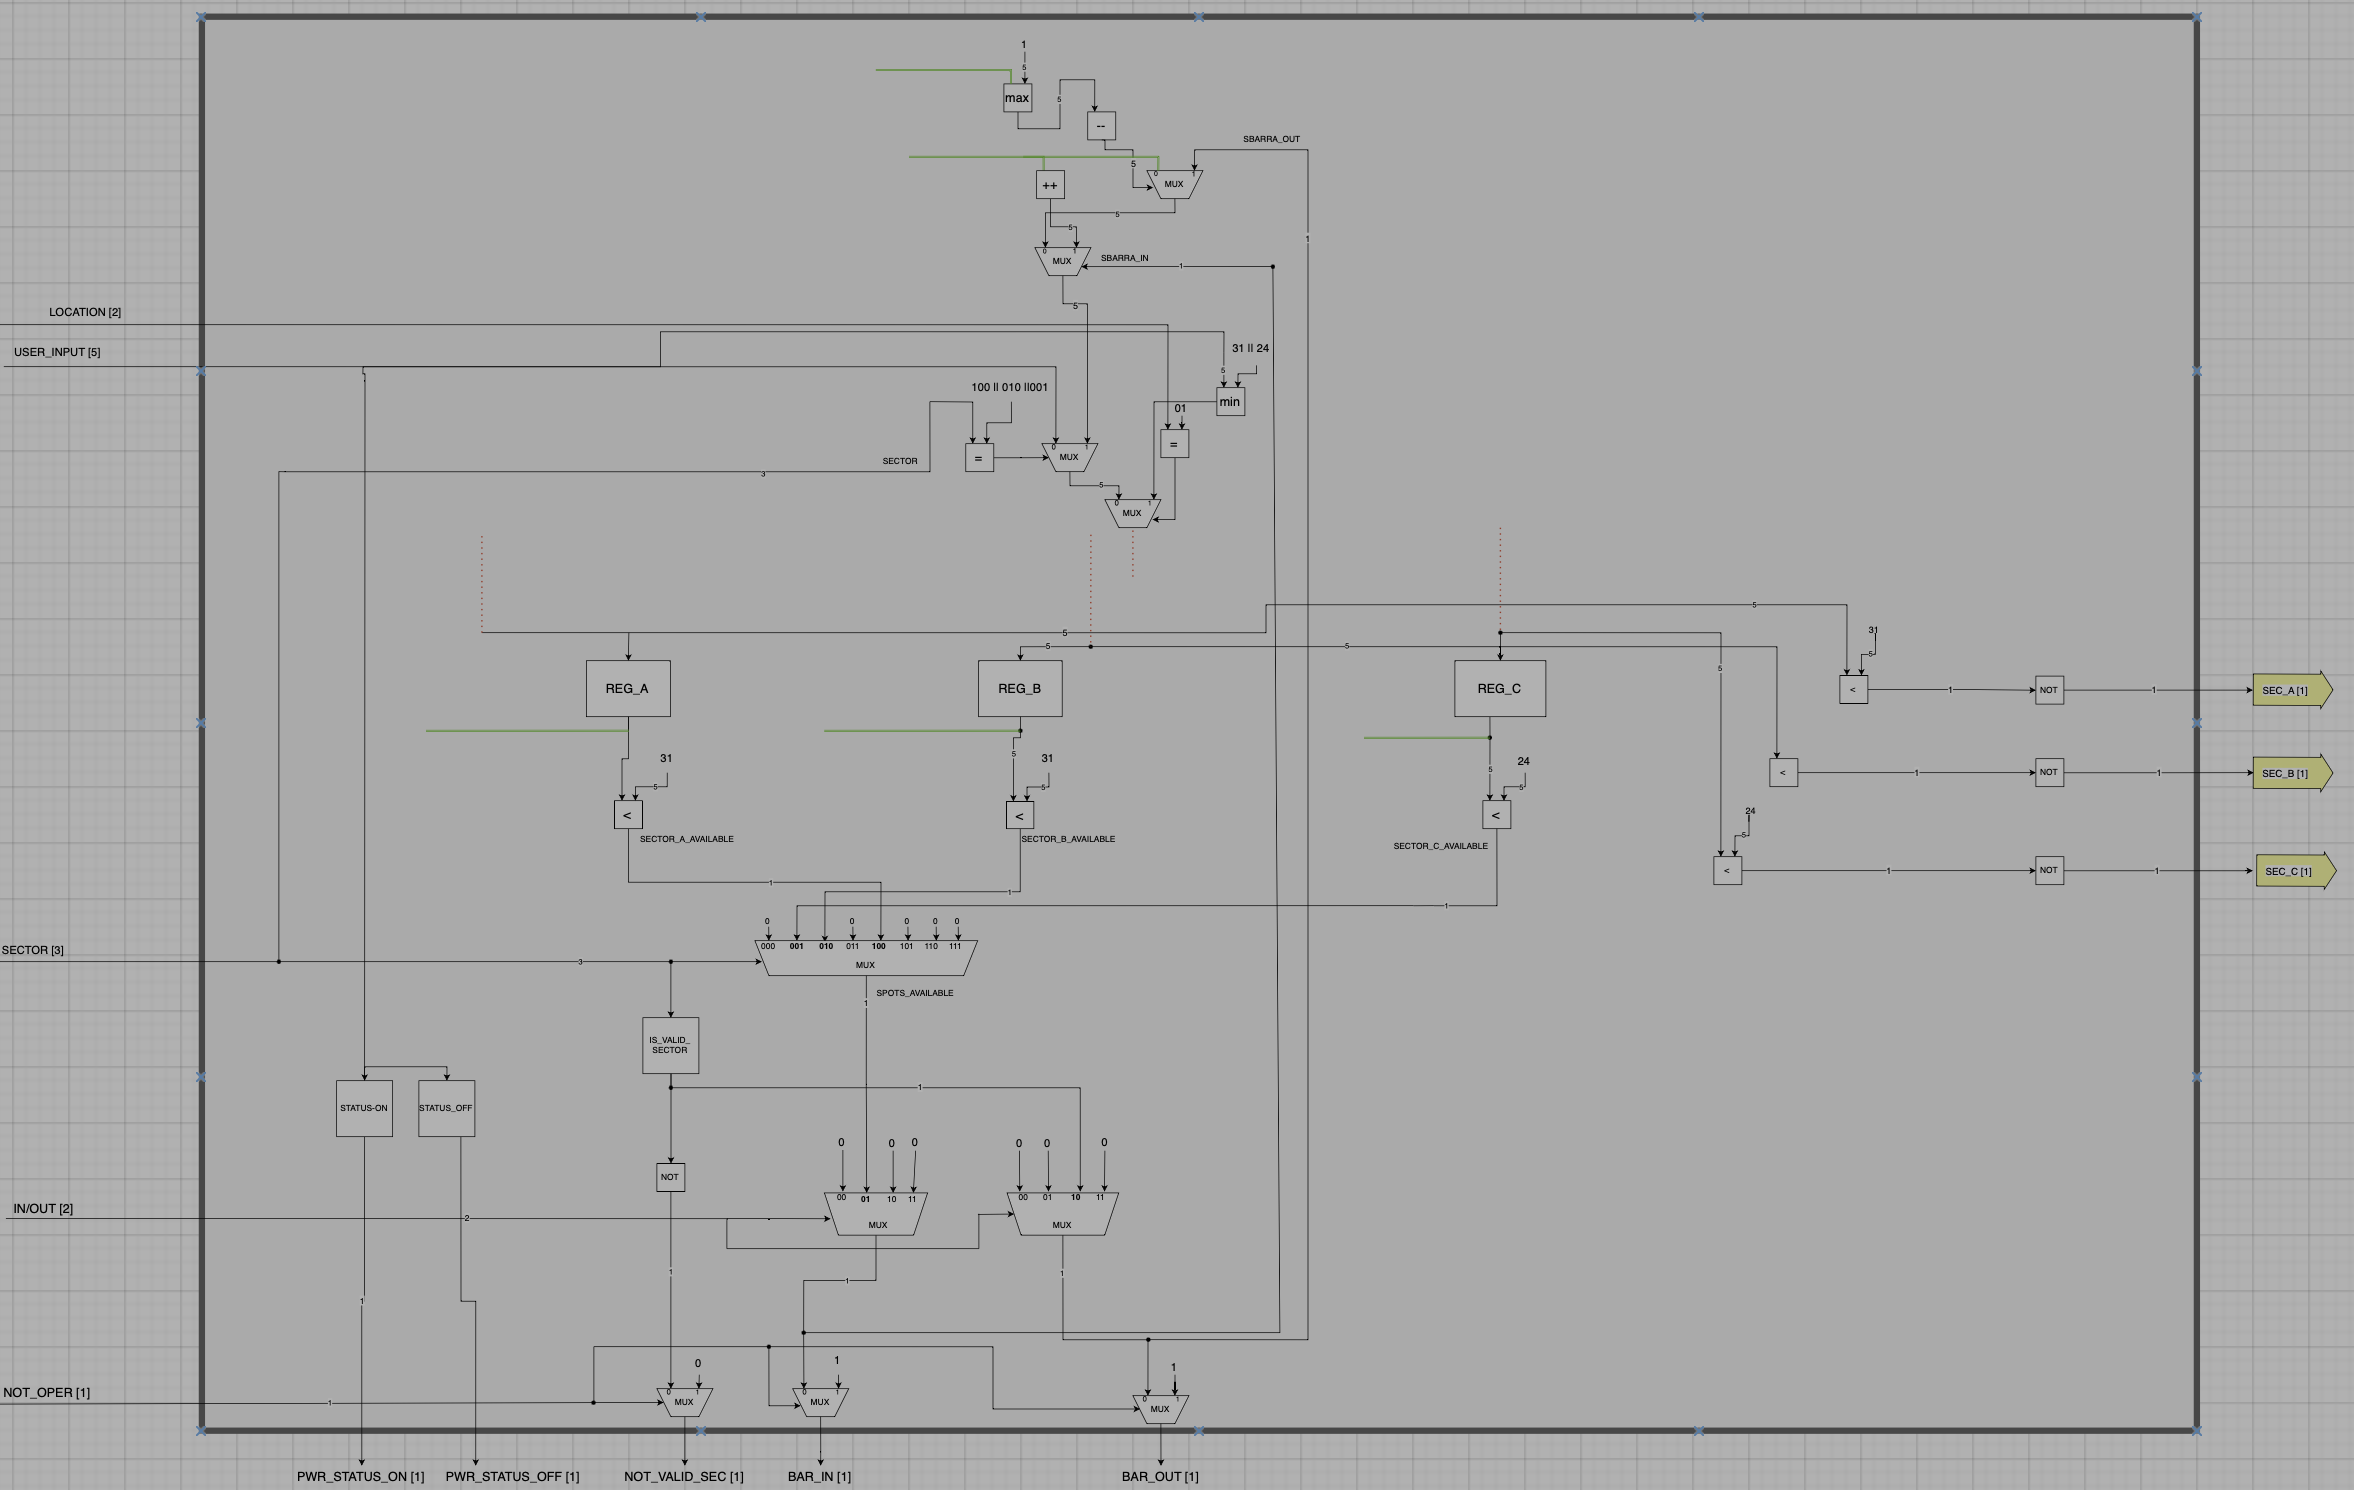 1
5
max
5
--
SBARRA_OUT
5
0 1
MUX
++
5
5
1
0 1
MUX
SBARRA_IN
1
5
LOCATION [2]
USER_INPUT [5]
31 || 24
5
100 || 010 ||001
min
01
=
0 1
MUX
=
SECTOR
3
5
0 1
MUX
5
5
31
5
5
5
5
REG_A
REG_B
REG_C
<
1
NOT
1
SEC_A [1]
31
5
31
5
5
24
5
5
<
1
NOT
1
SEC_B [1]
<
<
<
SECTOR_A_AVAILABLE
SECTOR_B_AVAILABLE
SECTOR_C_AVAILABLE
24
5
<
1
NOT
1
SEC_C [1]
1
1
1
0 0 0 0 0
000 001 010 011 100 101 110 111
MUX
SECTOR [3]
3
SPOTS_AVAILABLE
1
IS_VALID_
SECTOR
1
STATUS-ON
STATUS_OFF
0 0 0
0 0 0
NOT
00 01 10 11
00 01 10 11
MUX
MUX
IN/OUT [2]
2
1
1
1
1
0
1
1
NOT_OPER [1]
1
0 1
MUX
0 1
MUX
0 1
MUX
PWR_STATUS_ON [1]
PWR_STATUS_OFF [1]
NOT_VALID_SEC [1]
BAR_IN [1]
BAR_OUT [1]